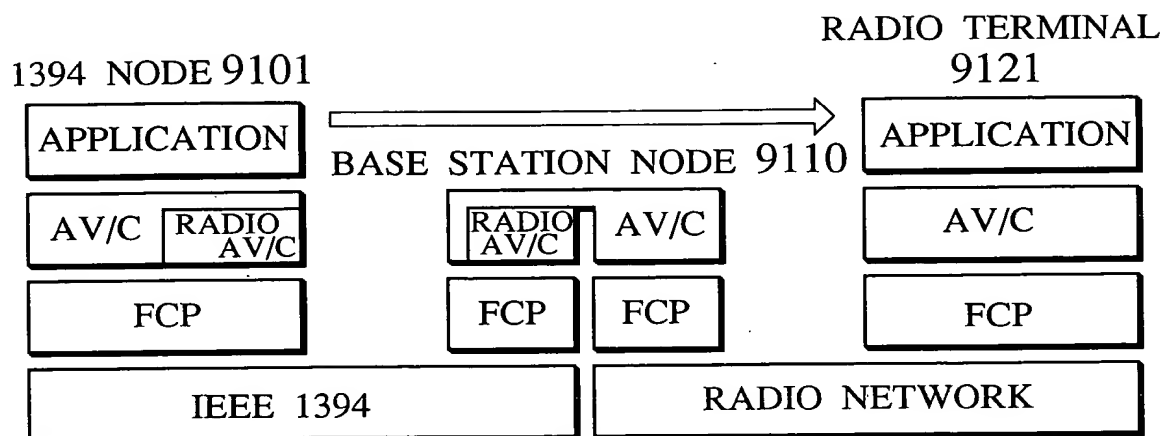 RADIO TERMINAL
9121
1394 NODE 9101
APPLICATION
APPLICATION
BASE STATION NODE 9110
AV/C
RADIO
AV/C
RADIO
AV/C
AV/C
AV/C
FCP
FCP
FCP
FCP
IEEE 1394
RADIO NETWORK